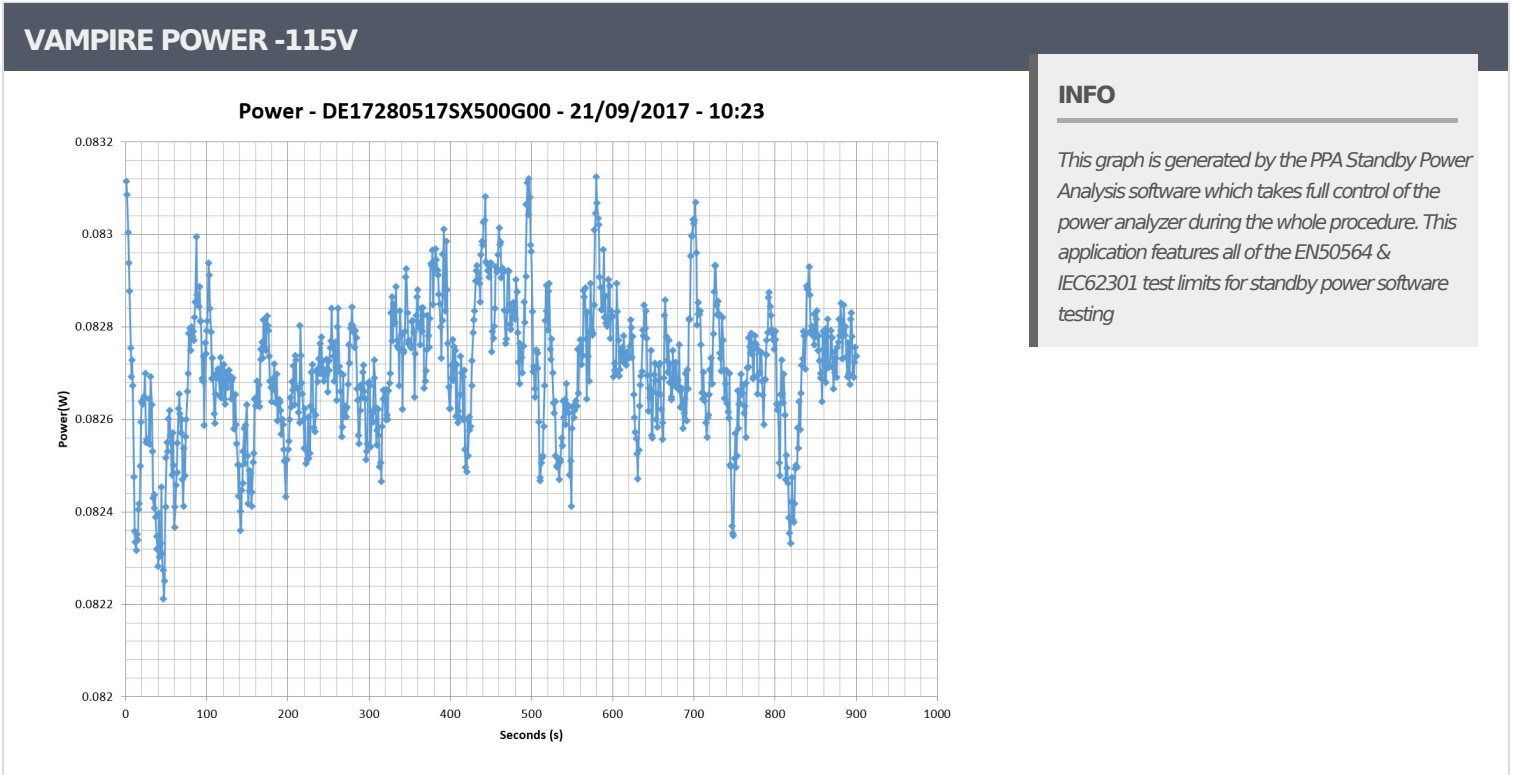 VAMPIRE POWER -115V
Power - DE17280517SX500G00 - 21/09/2017 - 10:23
0.0832
0.083
0.0828
0.0826
0.0824
0.0822
0.082
Power(W)
0 100 200 300 400 500 600 700 800 900 1000
Seconds (s)
INFO
This graph is generated by the PPA Standby Power
Analysis software which takes full control of the
power analyzer during the whole procedure. This
application features all of the EN50564 &
IEC62301 test limits for standby power software
testing